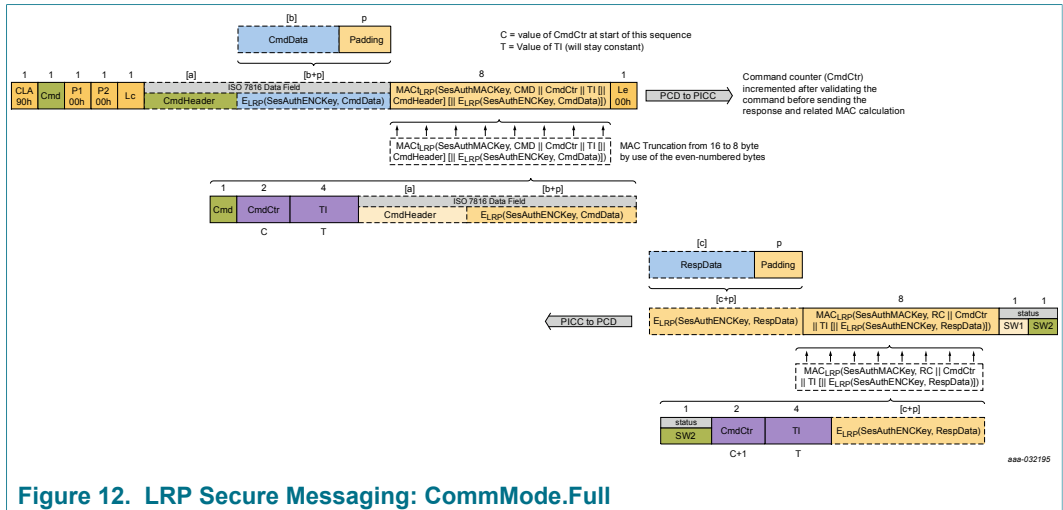 [b]
p
CmdData
Padding
C = value of CmdCtr at start of this sequence
T = Value of TI (will stay constant)
1
1
1
1
1
[a]
[b+p]
8
1
CLA
90h
Cmd
P1
00h
P2
00h
Lc
ISO 7816 Data Field
CmdHeader
ELRP(SesAuthENCKey, CmdData)
MACtLRP(SesAuthMACKey, CMD || CmdCtr || TI [||
CmdHeader] [|| ELRP(SesAuthENCKey, CmdData)])
Le
00h
PCD to PICC
Command counter (CmdCtr)
incremented after validating the
command before sending the
response and related MAC calculation
MACtLRP(SesAuthMACKey, CMD || CmdCtr || TI [||
CmdHeader] [|| ELRP(SesAuthENCKey, CmdData)])
MAC Truncation from 16 to 8 byte
by use of the even-numbered bytes
1
2
4
[a]
[b+p]
Cmd
CmdCtr
TI
ISO 7816 Data Field
CmdHeader
ELRP(SesAuthENCKey, CmdData)
C
T
[c]
p
RespData
Padding
[c+p]
8
1
1
PICC to PCD
ELRP(SesAuthENCKey, RespData)
MACLRP(SesAuthMACKey, RC || CmdCtr
|| TI [|| ELRP(SesAuthENCKey, RespData)])
status
SW1
SW2
MACLRP(SesAuthMACKey, RC || CmdCtr
|| TI [|| ELRP(SesAuthENCKey, RespData)])
1
2
4
[c+p]
status
SW2
CmdCtr
TI
ELRP(SesAuthENCKey, RespData)
C+1
T
aaa-032195
Figure 12. LRP Secure Messaging: CommMode.Full